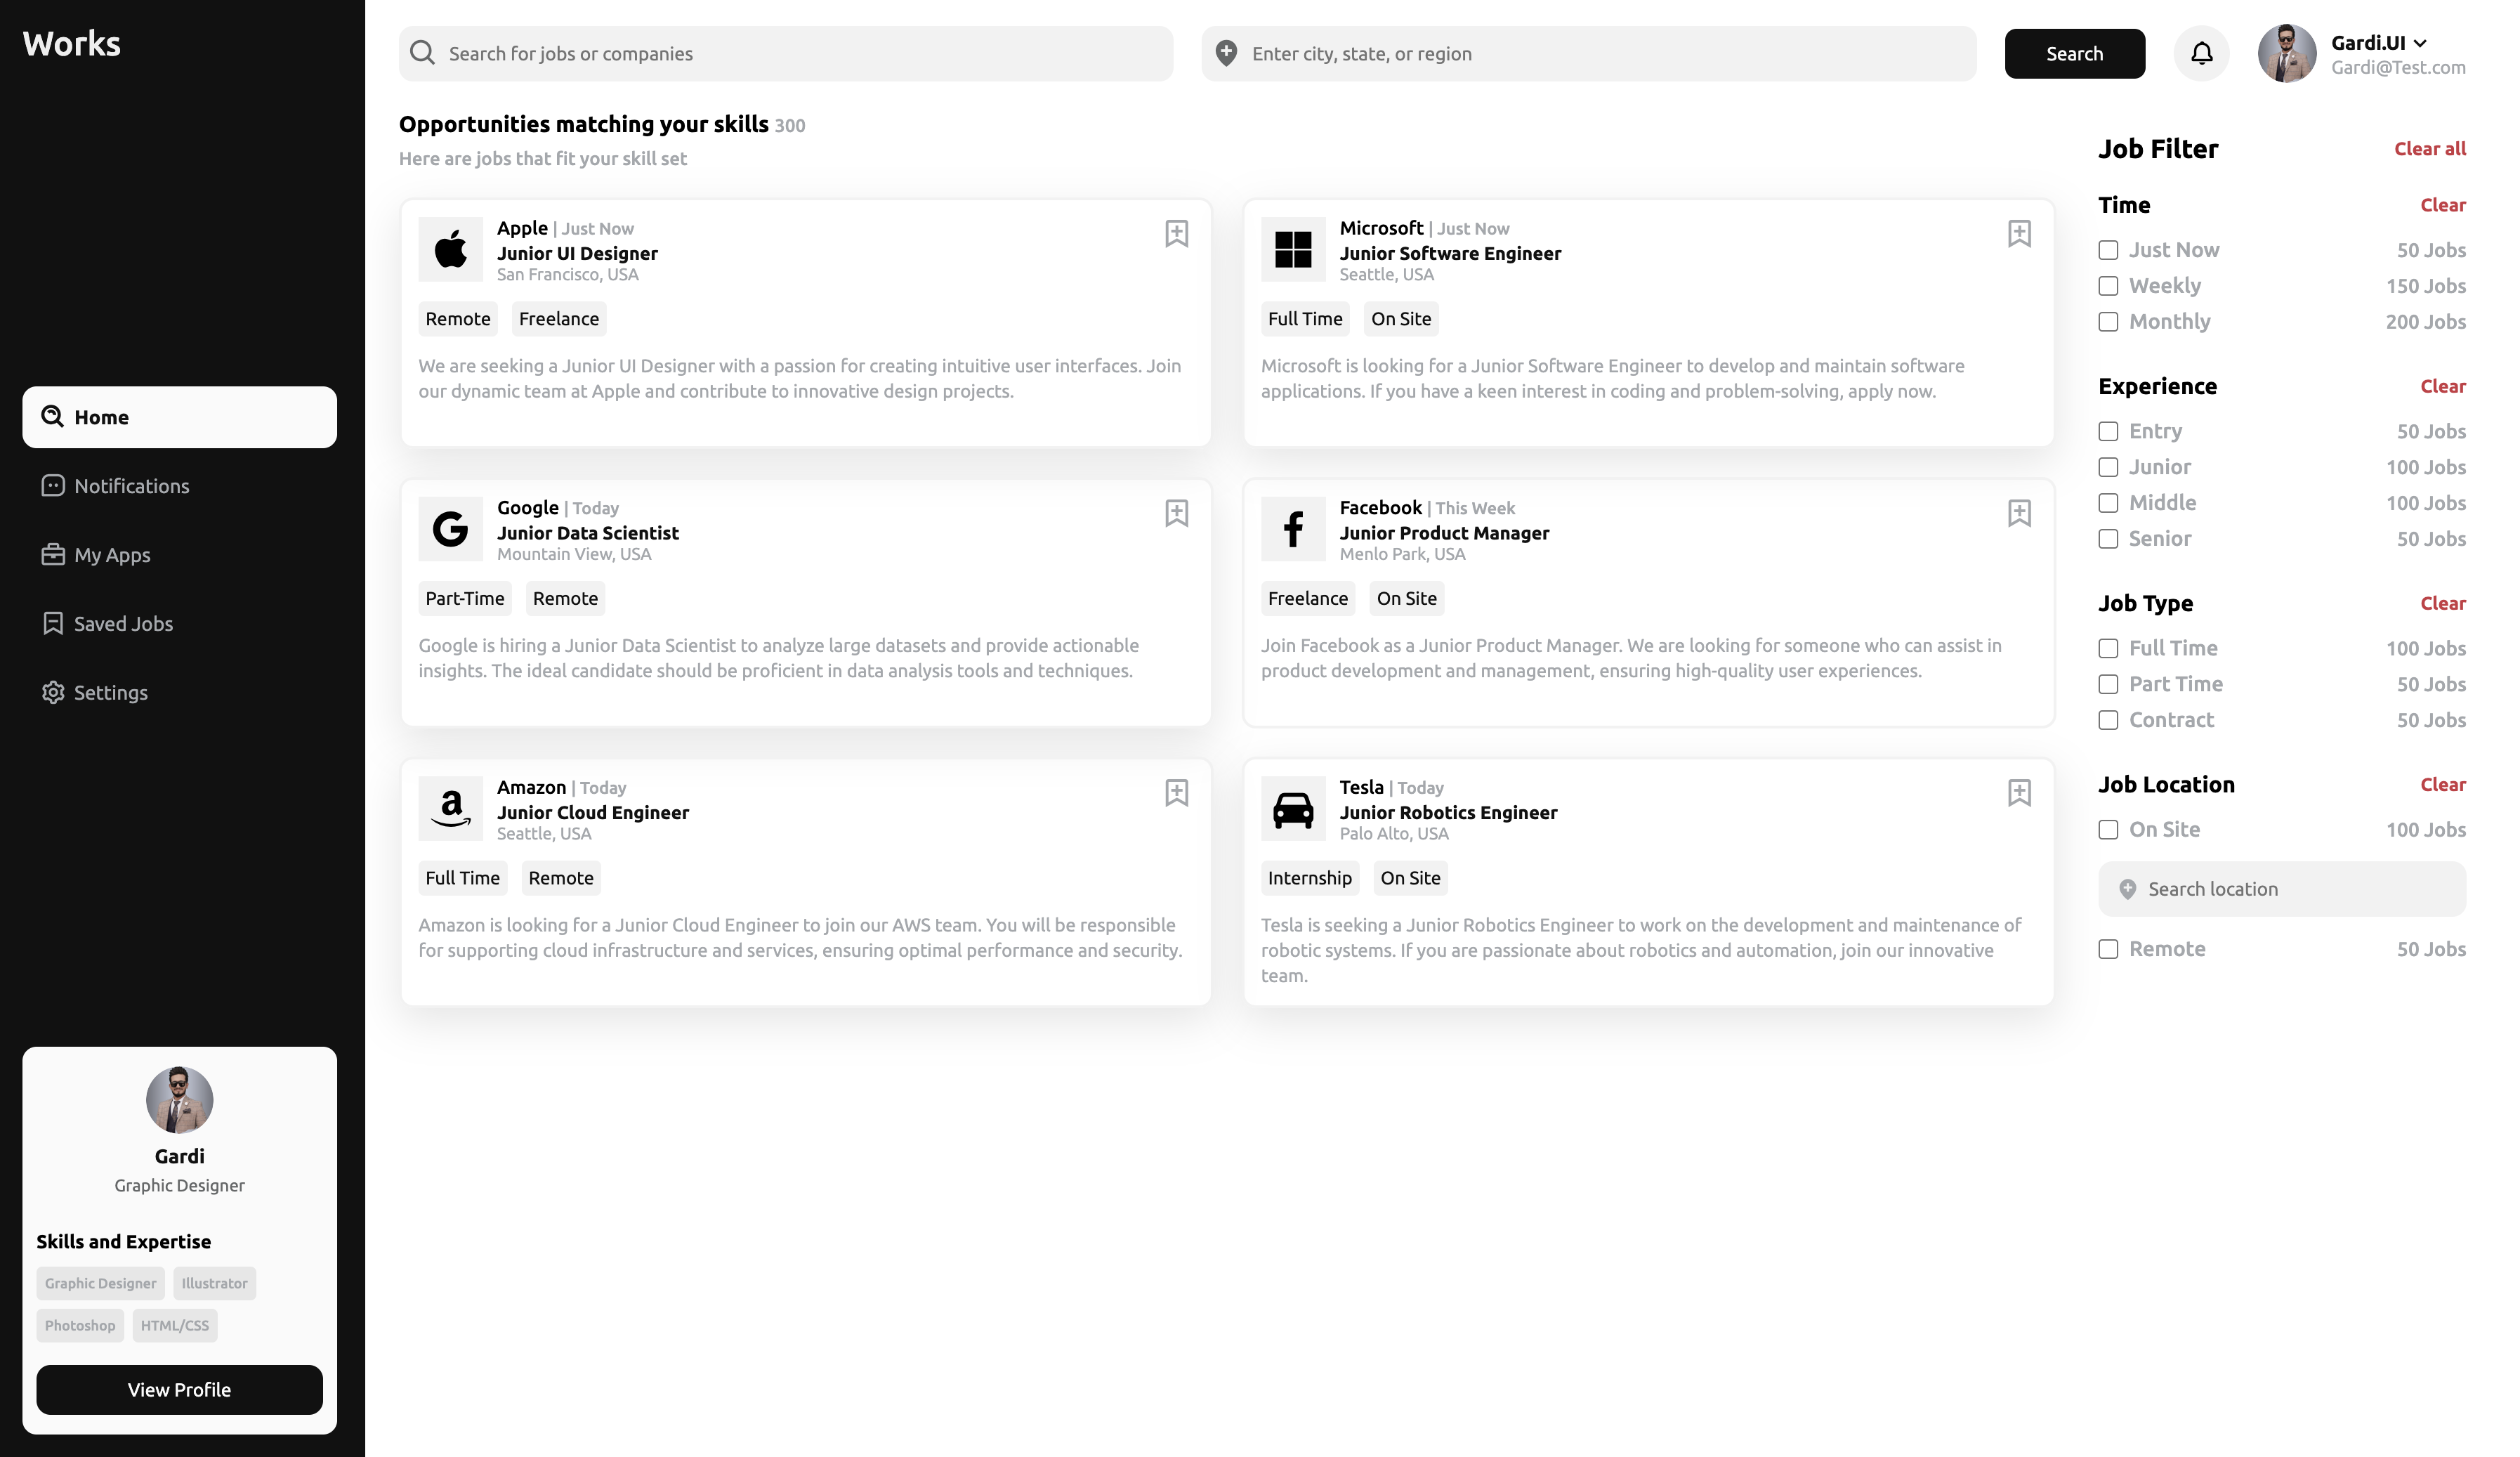 Works
Home
Notifications
My Apps
Saved Jobs
Settings
Gardi
Graphic Designer
Skills and Expertise
Graphic Designer Illustrator
Photoshop HTML/CSS
View Profile
Search for jobs or companies
Enter city, state, or region
Search
Gardi.UI
Gardi@Test.com
Opportunities matching your skills 300
Here are jobs that fit your skill set
Apple | Just Now
Junior UI Designer
San Francisco, USA
Remote Freelance
We are seeking a Junior UI Designer with a passion for creating intuitive user interfaces. Join
our dynamic team at Apple and contribute to innovative design projects.
Microsoft | Just Now
Junior Software Engineer
Seattle, USA
Full Time On Site
Microsoft is looking for a Junior Software Engineer to develop and maintain software
applications. If you have a keen interest in coding and problem-solving, apply now.
Google | Today
Junior Data Scientist
Mountain View, USA
Part-Time Remote
Google is hiring a Junior Data Scientist to analyze large datasets and provide actionable
insights. The ideal candidate should be proficient in data analysis tools and techniques.
Facebook | This Week
Junior Product Manager
Menlo Park, USA
Freelance On Site
Join Facebook as a Junior Product Manager. We are looking for someone who can assist in
product development and management, ensuring high-quality user experiences.
Amazon | Today
Junior Cloud Engineer
Seattle, USA
Full Time Remote
Amazon is looking for a Junior Cloud Engineer to join our AWS team. You will be responsible
for supporting cloud infrastructure and services, ensuring optimal performance and security.
Tesla | Today
Junior Robotics Engineer
Palo Alto, USA
Internship On Site
Tesla is seeking a Junior Robotics Engineer to work on the development and maintenance of
robotic systems. If you are passionate about robotics and automation, join our innovative
team.
Job Filter Clear all
Time Clear
Just Now 50 Jobs
Weekly 150 Jobs
Monthly 200 Jobs
Experience Clear
Entry 50 Jobs
Junior 100 Jobs
Middle 100 Jobs
Senior 50 Jobs
Job Type Clear
Full Time 100 Jobs
Part Time 50 Jobs
Contract 50 Jobs
Job Location Clear
On Site 100 Jobs
Search location
Remote 50 Jobs